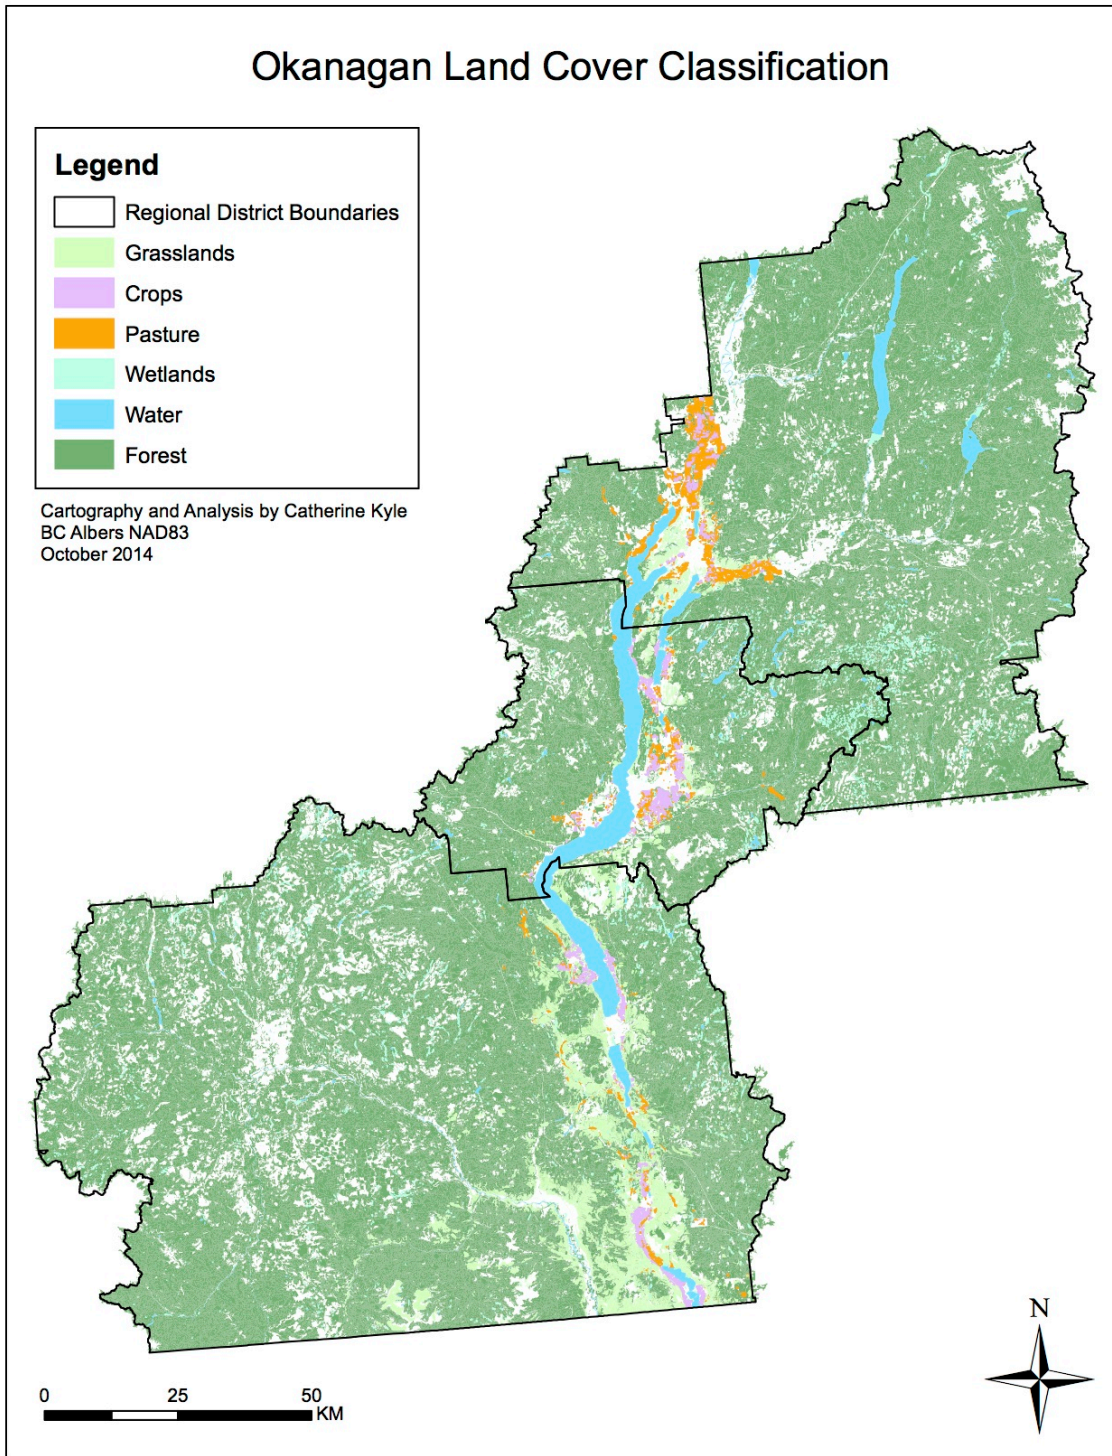 Okanagan Land Cover Classification
Legend
Regional District Boundaries
Grasslands
Crops
Pasture
Wetlands
Water
Forest
Cartography and Analysis by Catherine Kyle
BC Albers NAD83
October 2014
N
0 25 50
KM